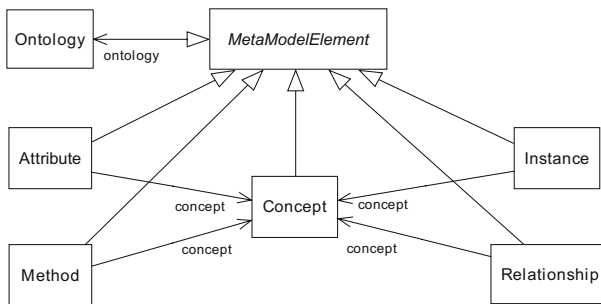 Ontology
MetaModelElement
ontology
Attribute
Instance
concept
Concept
concept
concept
concept
Method
Relationship